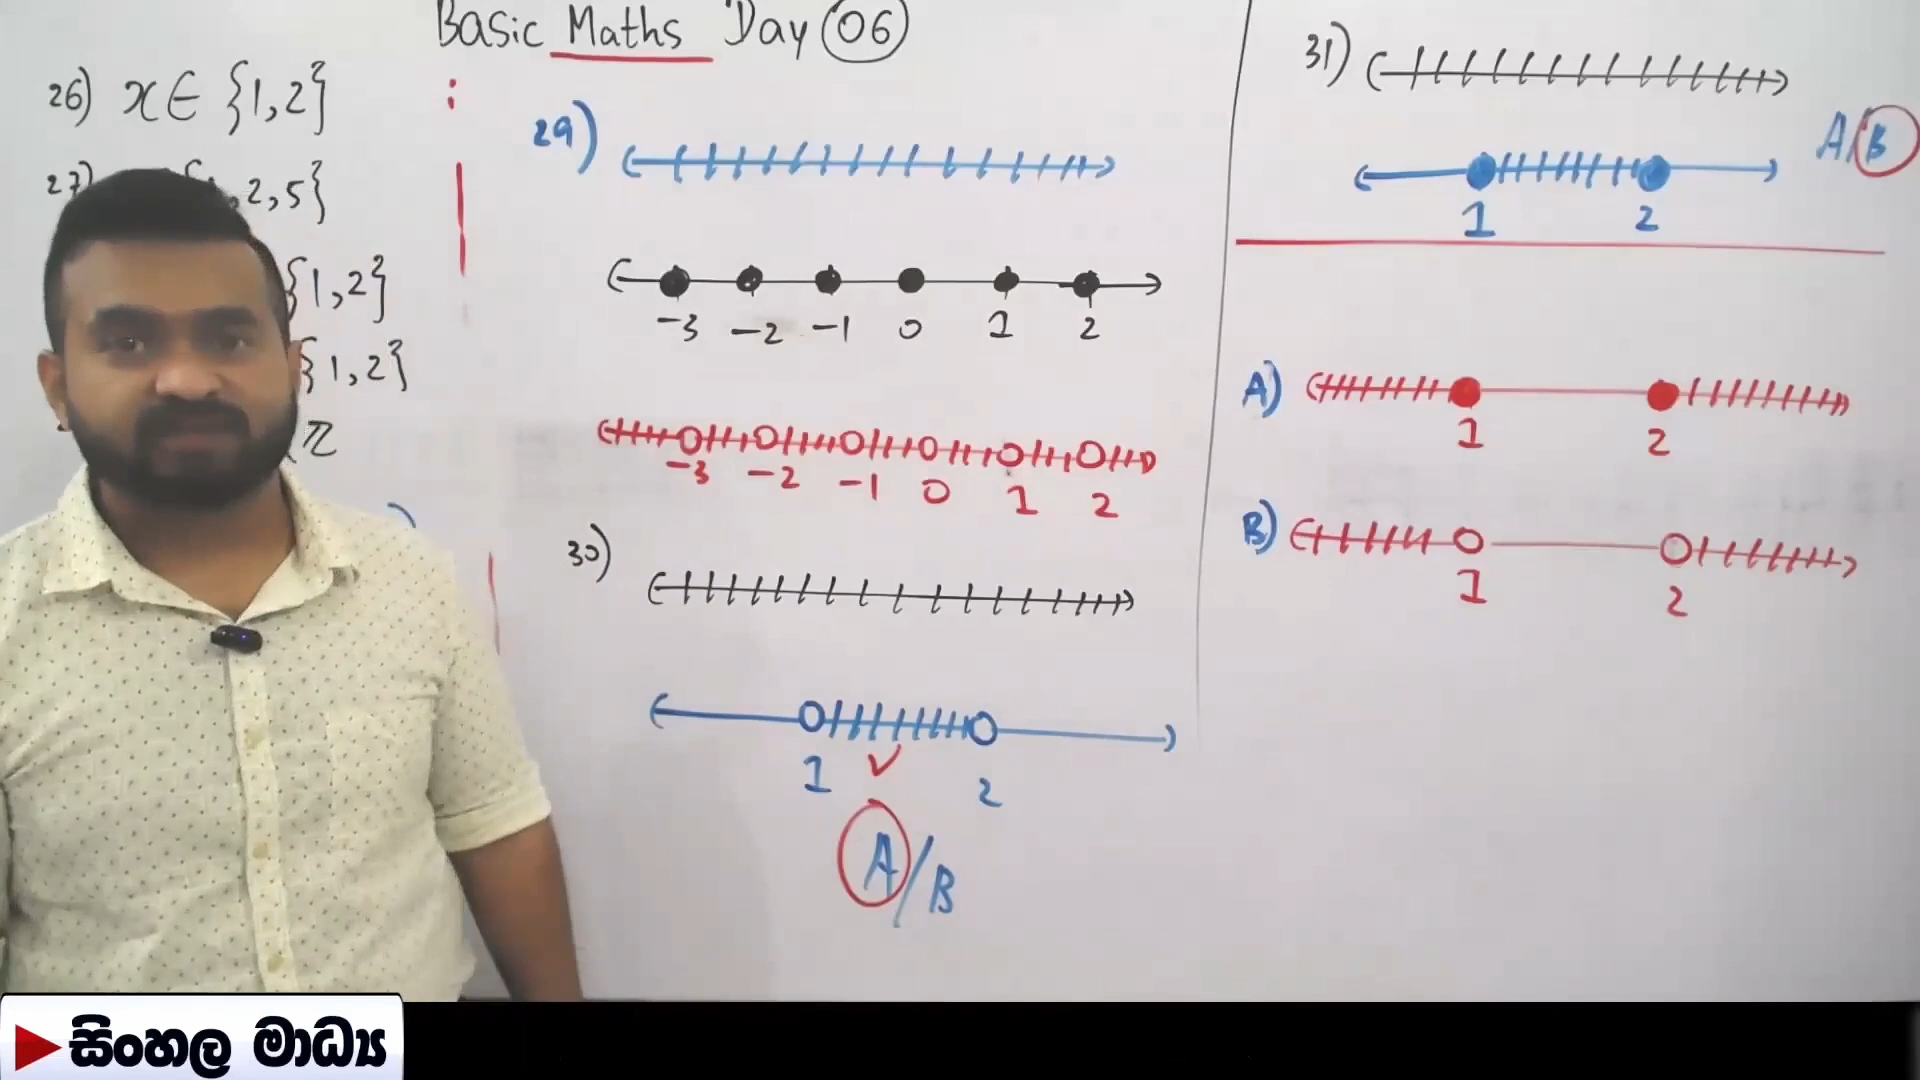 Basic Maths Day 06
26) x ∈ {1,2}
27) ,2,5}
{1,2}
{1,2}
ℤ
29)
-3 -2 -1 0 1 2
-3 -2 -1 0 1 2
30)
1 2
A/B
31)
A/B
1 2
A)
1 2
B)
1 2
සිංහල මාධ්‍ය